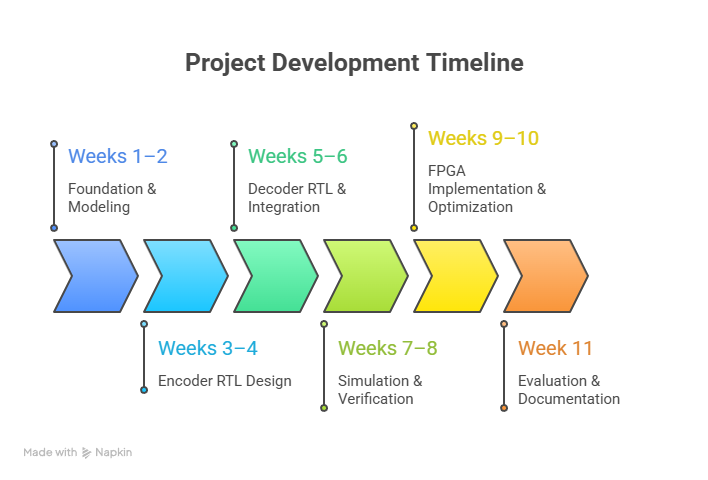 Project Development Timeline
Weeks 1–2
Foundation &
Modeling
Weeks 3–4
Encoder RTL Design
Weeks 5–6
Decoder RTL &
Integration
Weeks 7–8
Simulation &
Verification
Weeks 9–10
FPGA
Implementation &
Optimization
Week 11
Evaluation &
Documentation
Made with Napkin